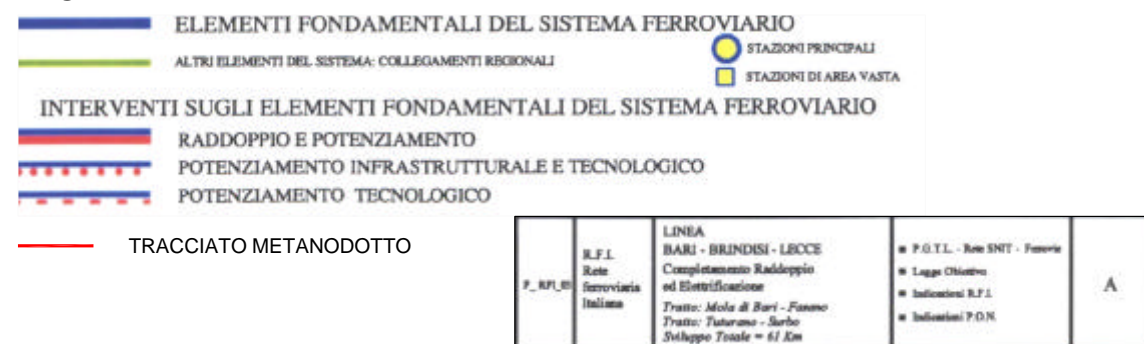 ELEMENTI FONDAMENTALI DEL SISTEMA FERROVIARIO
ALTRI ELEMENTI DEL SISTEMA: COLLEGAMENTI REGIONALI
STAZIONI PRINCIPALI
STAZIONI DI AREA VASTA
INTERVENTI SUGLI ELEMENTI FONDAMENTALI DEL SISTEMA FERROVIARIO
RADDOPPIO E POTENZIAMENTO
POTENZIAMENTO INFRASTRUTTURALE E TECNOLOGICO
POTENZIAMENTO TECNOLOGICO
TRACCIATO METANODOTTO
R.F.I.
Rete
ferroviaria
Italiana
LINEA
BARI - BRINDISI - LECCE
Completamento Raddoppio
ed Elettrificazione
Tratto: Mola di Bari - Fasano
Tratto: Tuturano - Surbo
Sviluppo Totale = 61 Km
P.G.T.L. - Rete SNIT - Ferrovie
Legge Obiettivo
Indicazioni R.F.I.
Indicazioni P.O.N.
A